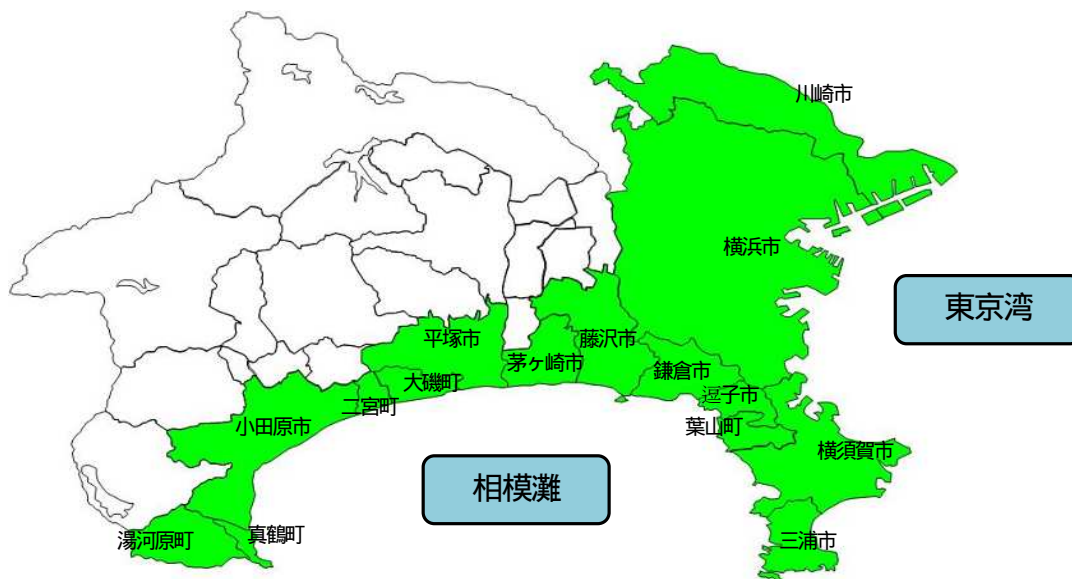 川崎市
横浜市
東京湾
平塚市
藤沢市
茅ヶ崎市
鎌倉市
大磯町
逗子市
二宮町
葉山町
小田原市
横須賀市
相模灘
湯河原町
真鶴町
三浦市